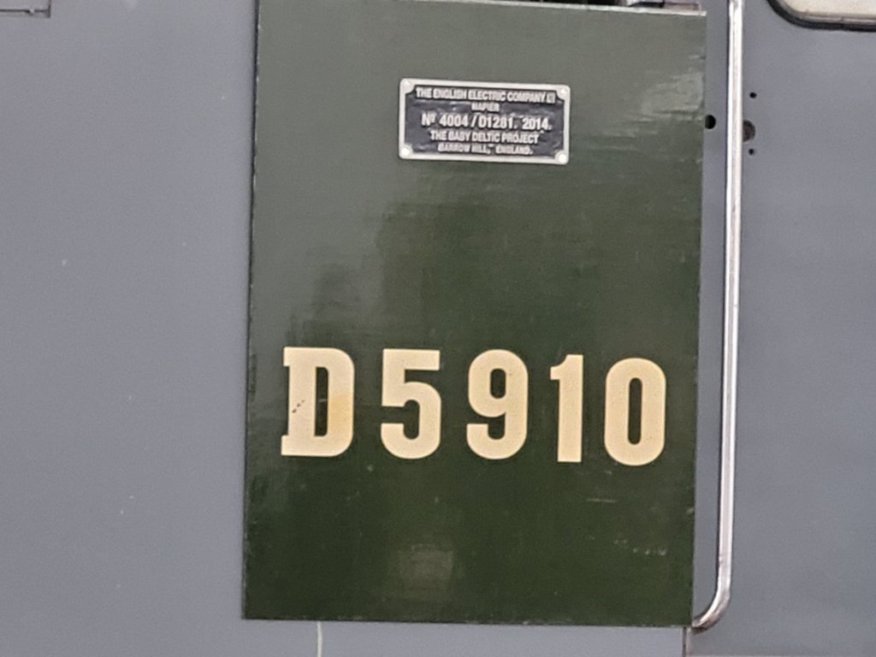 THE ENGLISH ELECTRIC COMPANY LTD
NAPIER
Nº 4004/D1281. 2014.
THE BABY DELTIC PROJECT
BARROW HILL, ENGLAND.
D5910